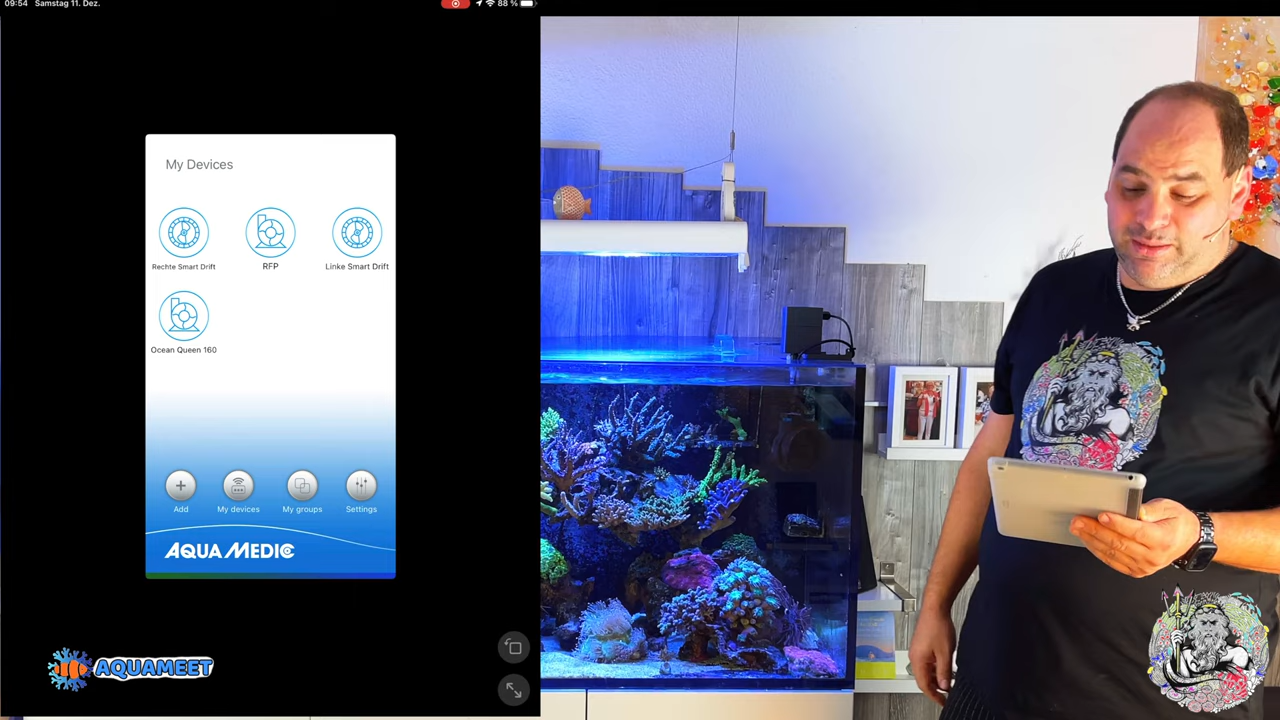 09:54 Samstag 11. Dez.
88 %
My Devices
Rechte Smart Drift
RFP
Linke Smart Drift
Ocean Queen 160
Add
My devices
My groups
Settings
AQUA MEDIC
AQUAMEET